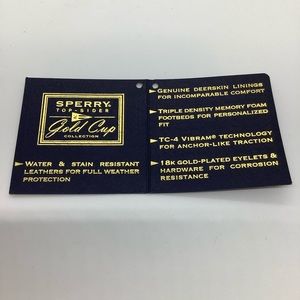 SPERRY
TOP-SIDER
Gold Cup
COLLECTION
WATER & STAIN RESISTANT
LEATHERS FOR FULL WEATHER
PROTECTION
GENUINE DEERSKIN LININGS
FOR INCOMPARABLE COMFORT
TRIPLE DENSITY MEMORY FOAM
FOOTBEDS FOR PERSONALIZED
FIT
TC-4 VIBRAM® TECHNOLOGY
FOR ANCHOR-LIKE TRACTION
18K GOLD-PLATED EYELETS &
HARDWARE FOR CORROSION
RESISTANCE